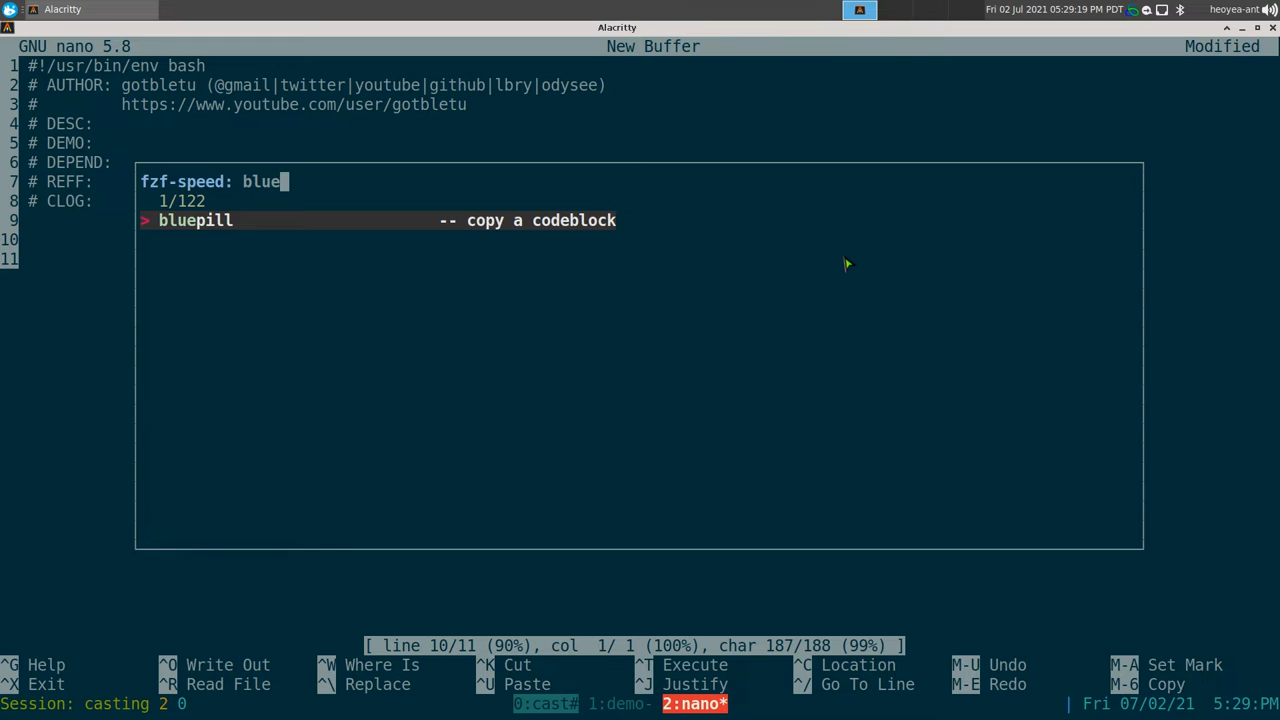 Alacritty
Fri 02 Jul 2021 05:29:19 PM PDT
heoyea-ant
Alacritty
GNU nano 5.8 New Buffer Modified
1 #!/usr/bin/env bash
2 # AUTHOR: gotbletu (@gmail|twitter|youtube|github|lbry|odysee)
3 # https://www.youtube.com/user/gotbletu
4 # DESC:
5 # DEMO:
6 # DEPEND:
7 # REFF:
8 # CLOG:
9
10
11
fzf-speed: blue
1/122
> bluepill -- copy a codeblock
[ line 10/11 (90%), col 1/ 1 (100%), char 187/188 (99%) ]
^G Help ^O Write Out ^W Where Is ^K Cut ^T Execute ^C Location M-U Undo M-A Set Mark
^X Exit ^R Read File ^\ Replace ^U Paste ^J Justify ^/ Go To Line M-E Redo M-6 Copy
Session: casting 2 0 0:cast# 1:demo- 2:nano* | Fri 07/02/21 5:29:PM